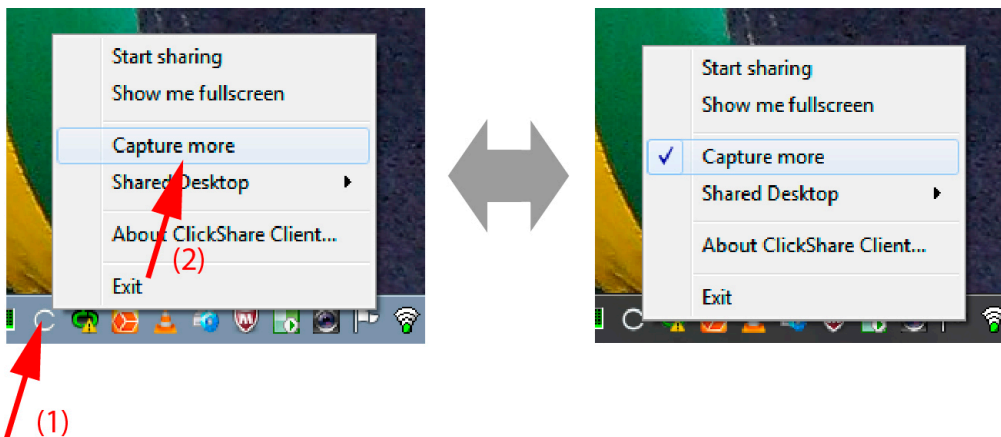 Start sharing
Show me fullscreen
Capture more
Shared Desktop
About ClickShare Client...
(2)
Exit
(1)
Start sharing
Show me fullscreen
Capture more
Shared Desktop
About ClickShare Client...
Exit